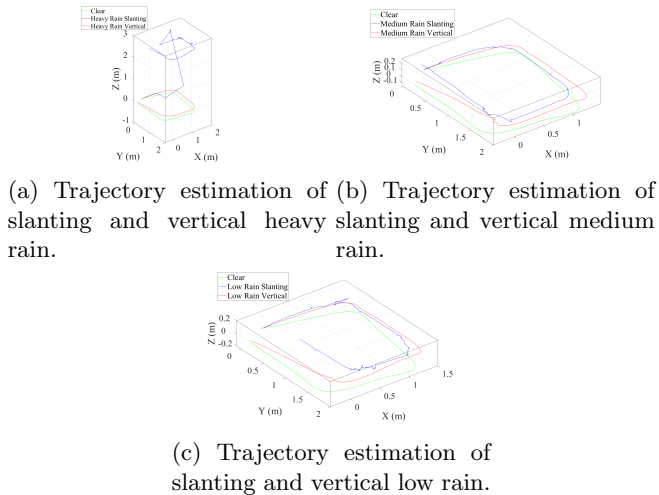 Clear
Heavy Rain Slanting
Heavy Rain Vertical
3
2
1
0
-1
Z (m)
0
1
2
Y (m)
0
1
2
X (m)
Clear
Medium Rain Slanting
Medium Rain Vertical
0.2
0.1
0
-0.1
Z (m)
0
0.5
1
1.5
2
Y (m)
0
0.5
1
X (m)
(a) Trajectory estimation of
slanting and vertical heavy
rain.
(b) Trajectory estimation of
slanting and vertical medium
rain.
Clear
Low Rain Slanting
Low Rain Vertical
0.2
0
-0.2
Z (m)
0
0.5
1
1.5
2
Y (m)
0
0.5
1
1.5
X (m)
(c) Trajectory estimation of
slanting and vertical low rain.